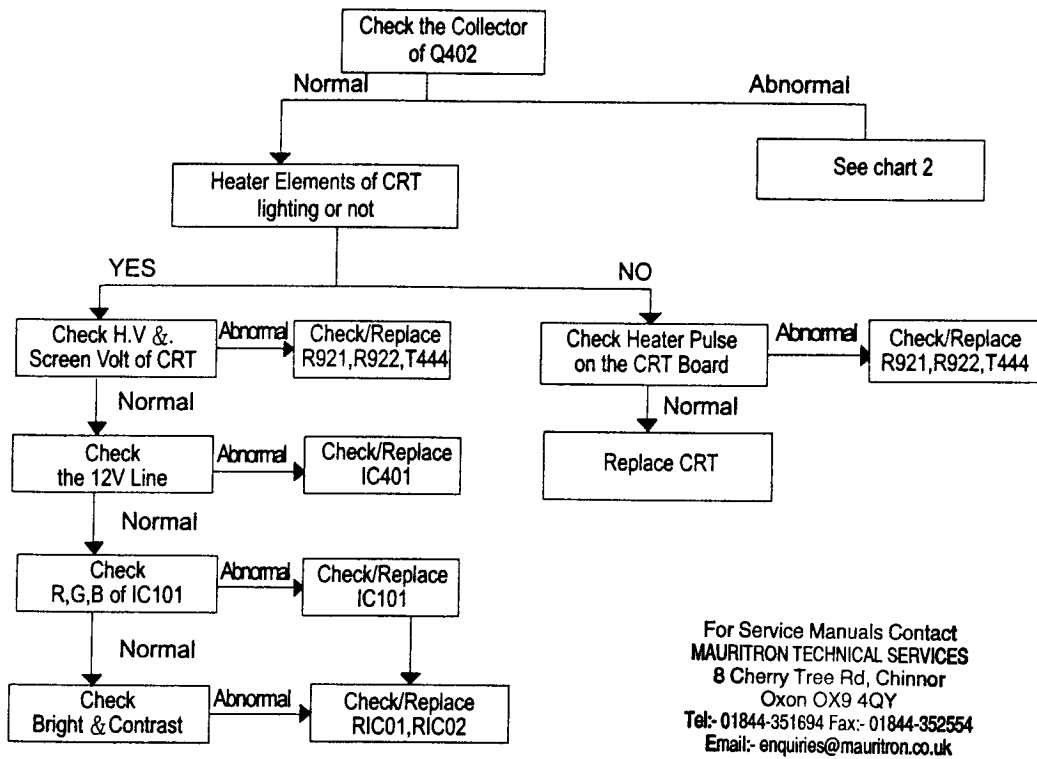 Check the Collector
of Q402
Normal
Abnormal
Heater Elements of CRT
lighting or not
See chart 2
YES
NO
Check H.V &.
Screen Volt of CRT
Abnormal
Check/Replace
R921,R922,T444
Check Heater Pulse
on the CRT Board
Abnormal
Check/Replace
R921,R922,T444
Normal
Normal
Check
the 12V Line
Abnormal
Check/Replace
IC401
Replace CRT
Normal
Check
R,G,B of IC101
Abnormal
Check/Replace
IC101
Normal
Check
Bright & Contrast
Abnormal
Check/Replace
RIC01,RIC02
For Service Manuals Contact
MAURITRON TECHNICAL SERVICES
8 Cherry Tree Rd, Chinnor
Oxon OX9 4QY
Tel:- 01844-351694 Fax:- 01844-352554
Email:- enquiries@mauritron.co.uk